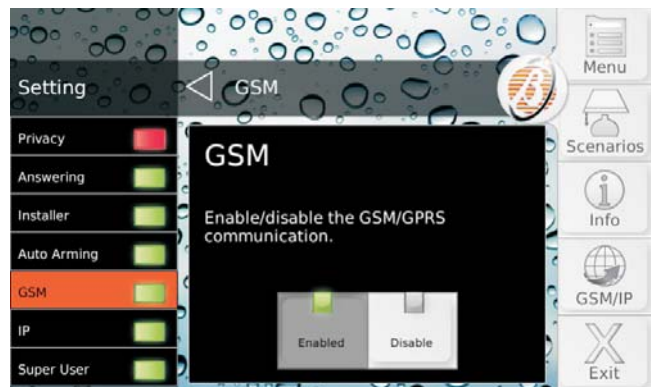 Setting
GSM
Privacy
Answering
Installer
Auto Arming
GSM
IP
Super User
GSM
Enable/disable the GSM/GPRS
communication.
Enabled
Disable
Menu
Scenarios
Info
GSM/IP
Exit